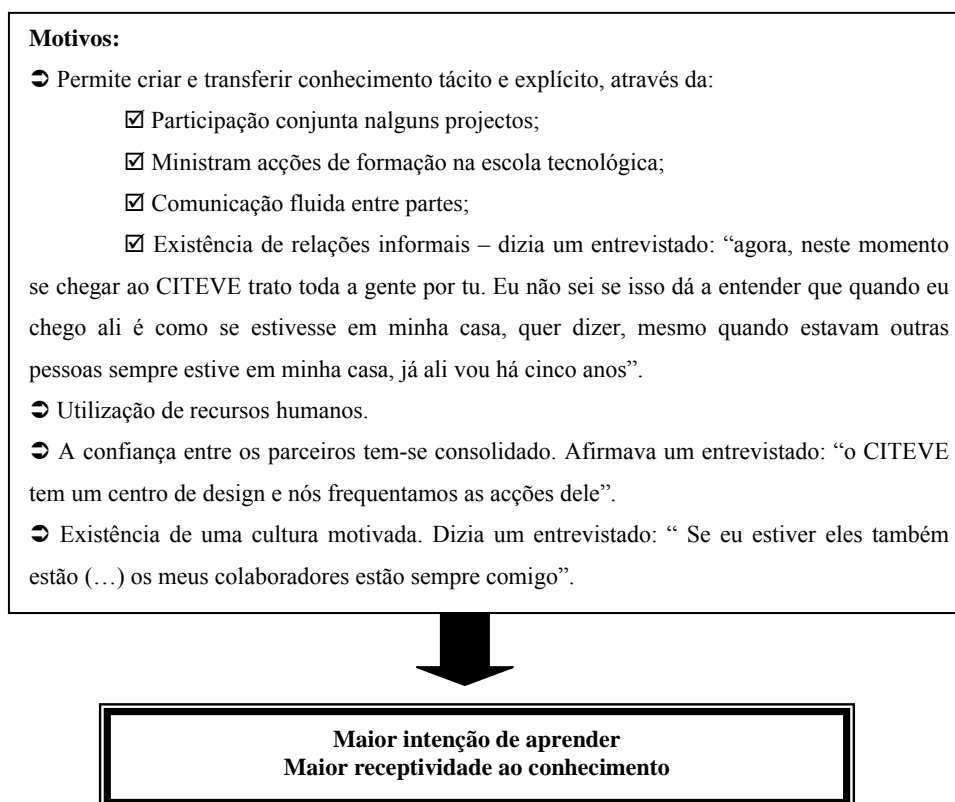 Motivos:
➲ Permite criar e transferir conhecimento tácito e explícito, através da:
☑ Participação conjunta nalguns projectos;
☑ Ministram acções de formação na escola tecnológica;
☑ Comunicação fluida entre partes;
☑ Existência de relações informais – dizia um entrevistado: “agora, neste momento
se chegar ao CITEVE trato toda a gente por tu. Eu não sei se isso dá a entender que quando eu
chego ali é como se estivesse em minha casa, quer dizer, mesmo quando estavam outras
pessoas sempre estive em minha casa, já ali vou há cinco anos”.
➲ Utilização de recursos humanos.
➲ A confiança entre os parceiros tem-se consolidado. Afirmava um entrevistado: “o CITEVE
tem um centro de design e nós frequentamos as acções dele”.
➲ Existência de uma cultura motivada. Dizia um entrevistado: “ Se eu estiver eles também
estão (…) os meus colaboradores estão sempre comigo”.
Maior intenção de aprender
Maior receptividade ao conhecimento